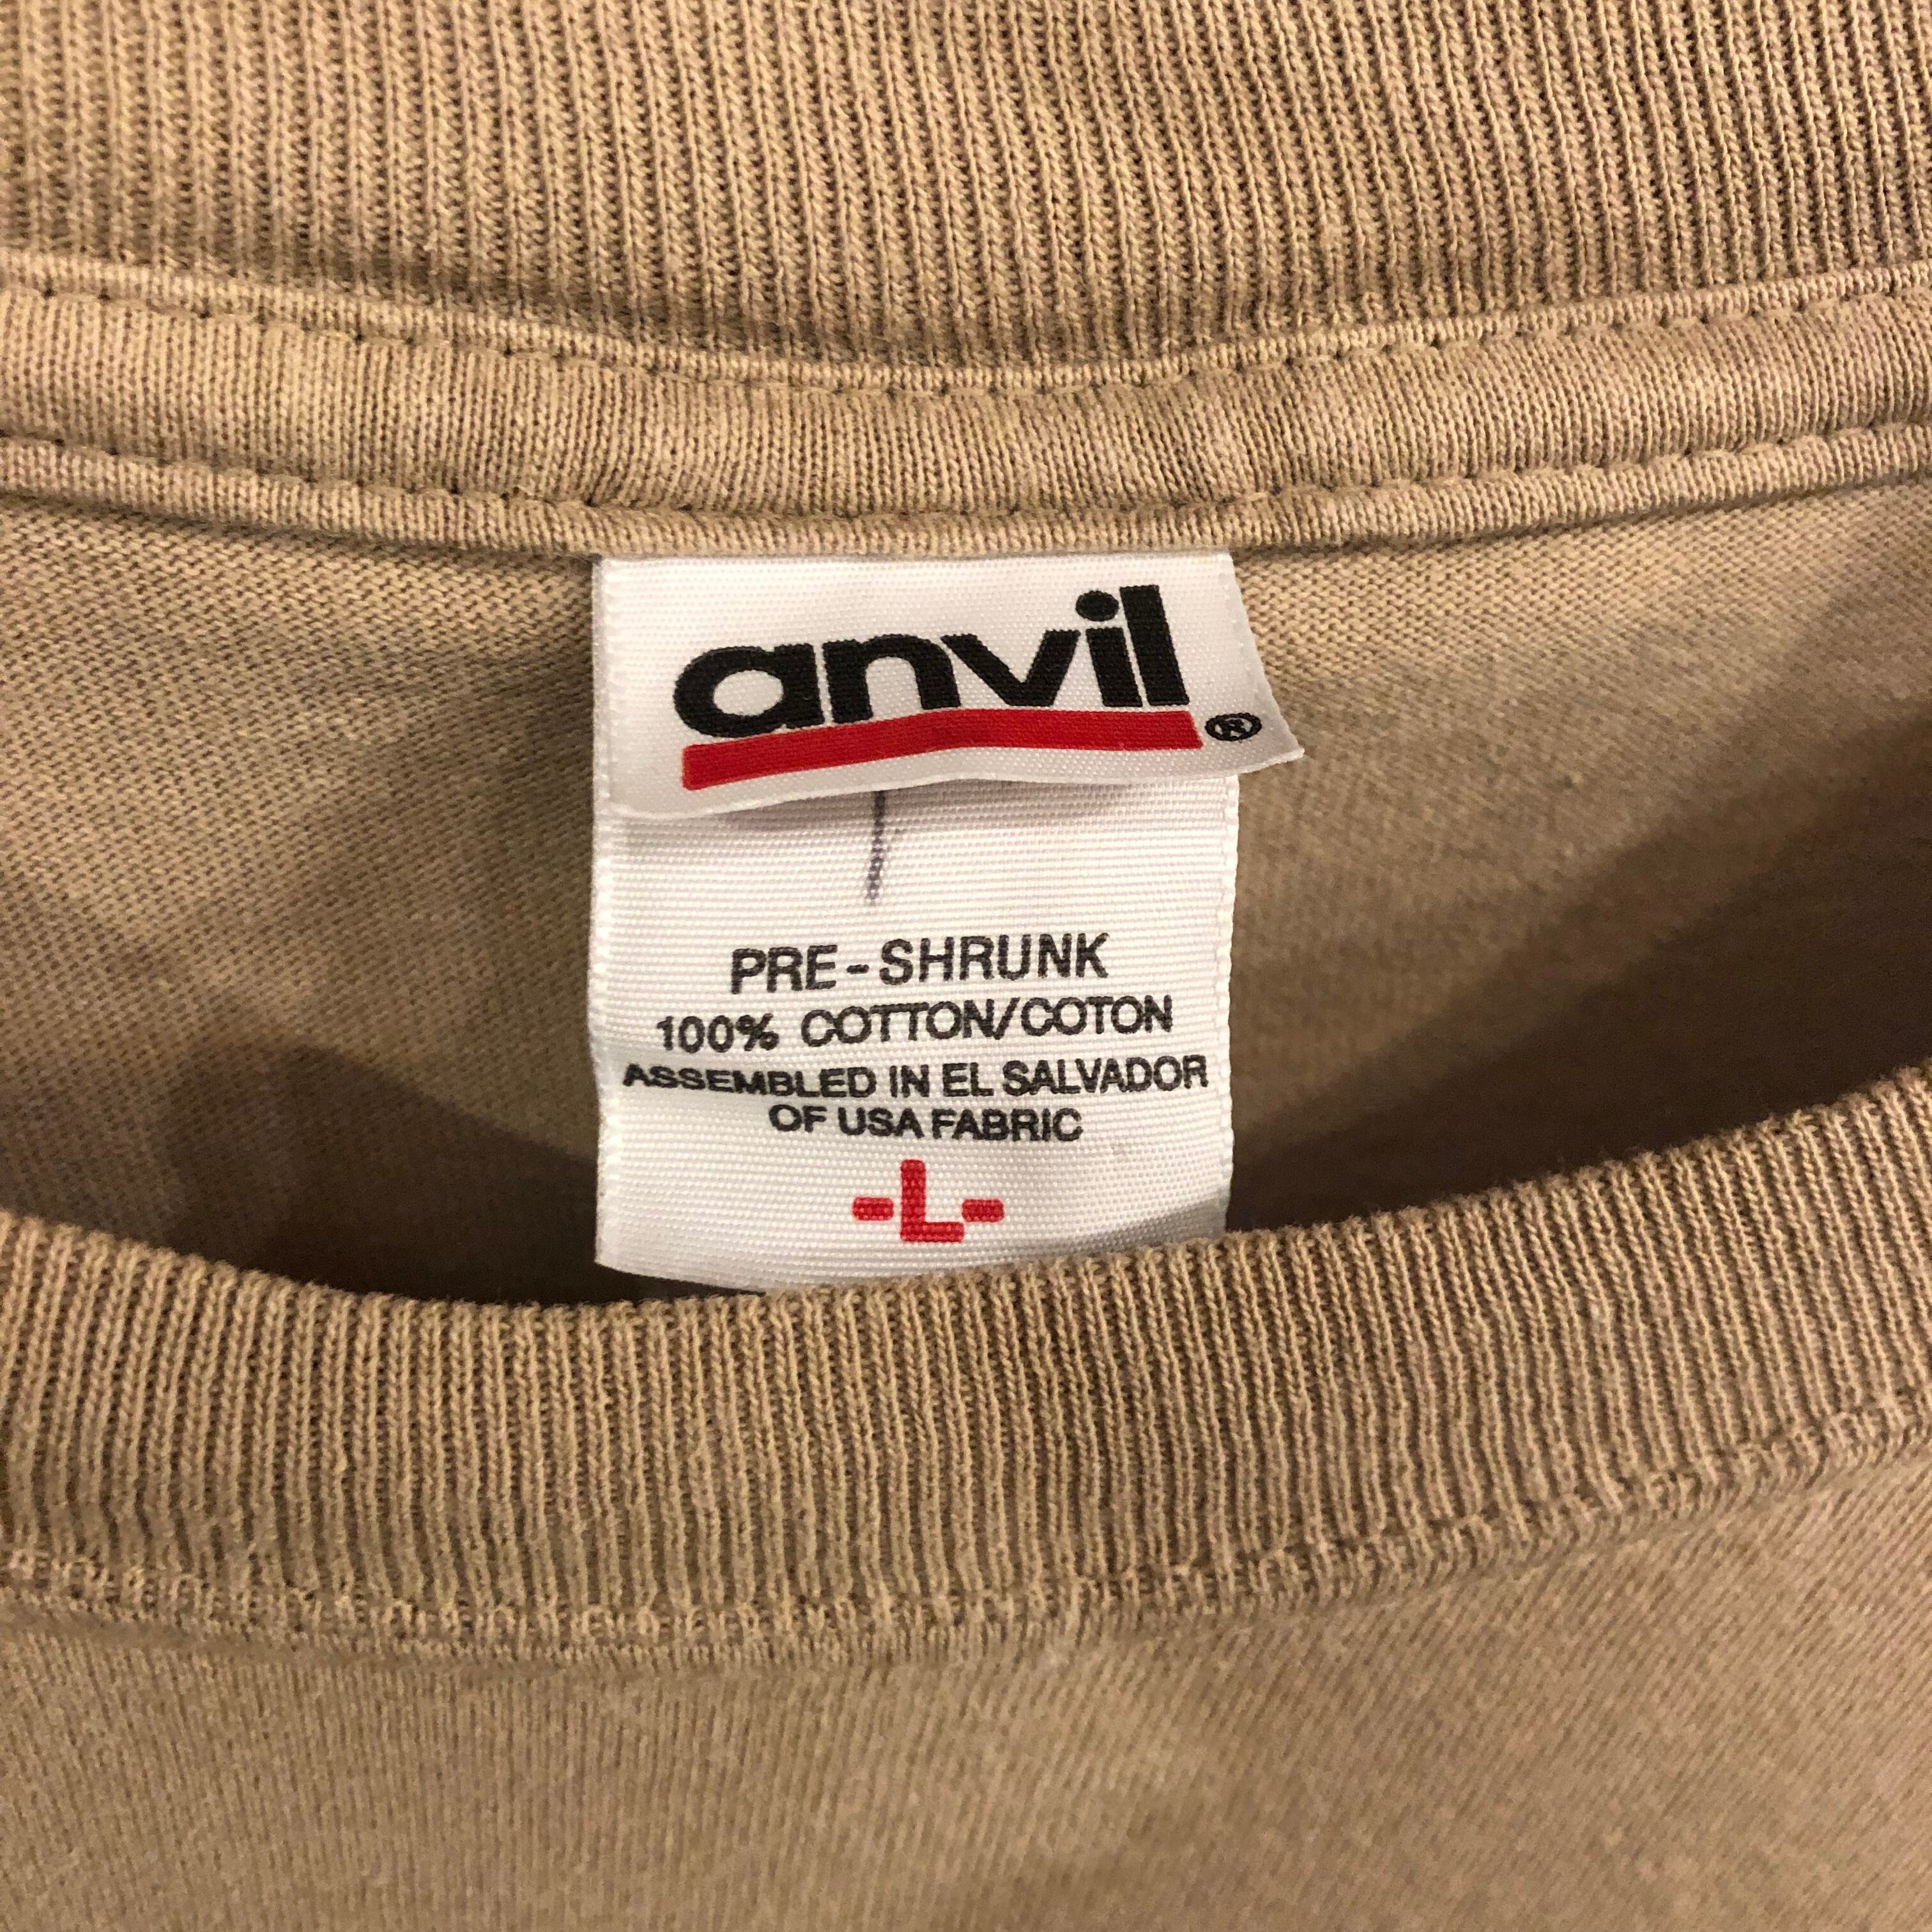 anvil®
PRE-SHRUNK
100% COTTON/COTON
ASSEMBLED IN EL SALVADOR
OF USA FABRIC
-L-